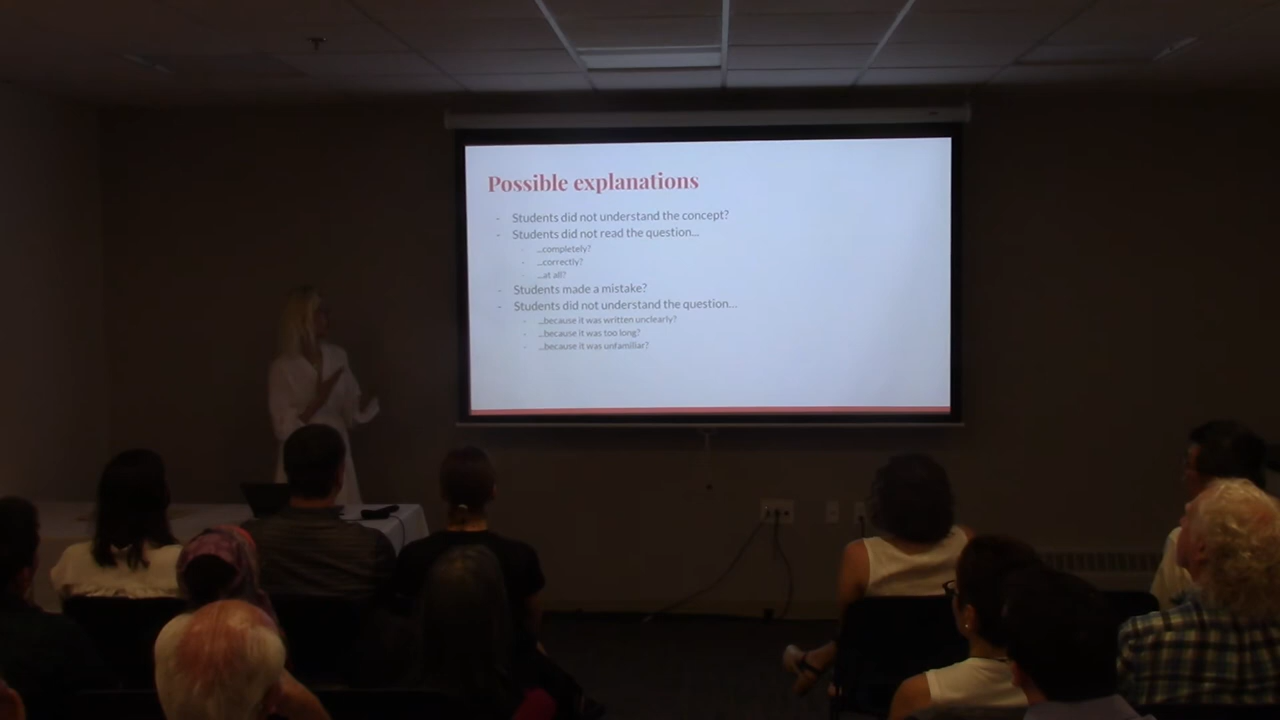 Possible explanations
- Students did not understand the concept?
- Students did not read the question...
- ...completely?
- ...correctly?
- ...at all?
- Students made a mistake?
- Students did not understand the question...
- ...because it was written unclearly?
- ...because it was too long?
- ...because it was unfamiliar?